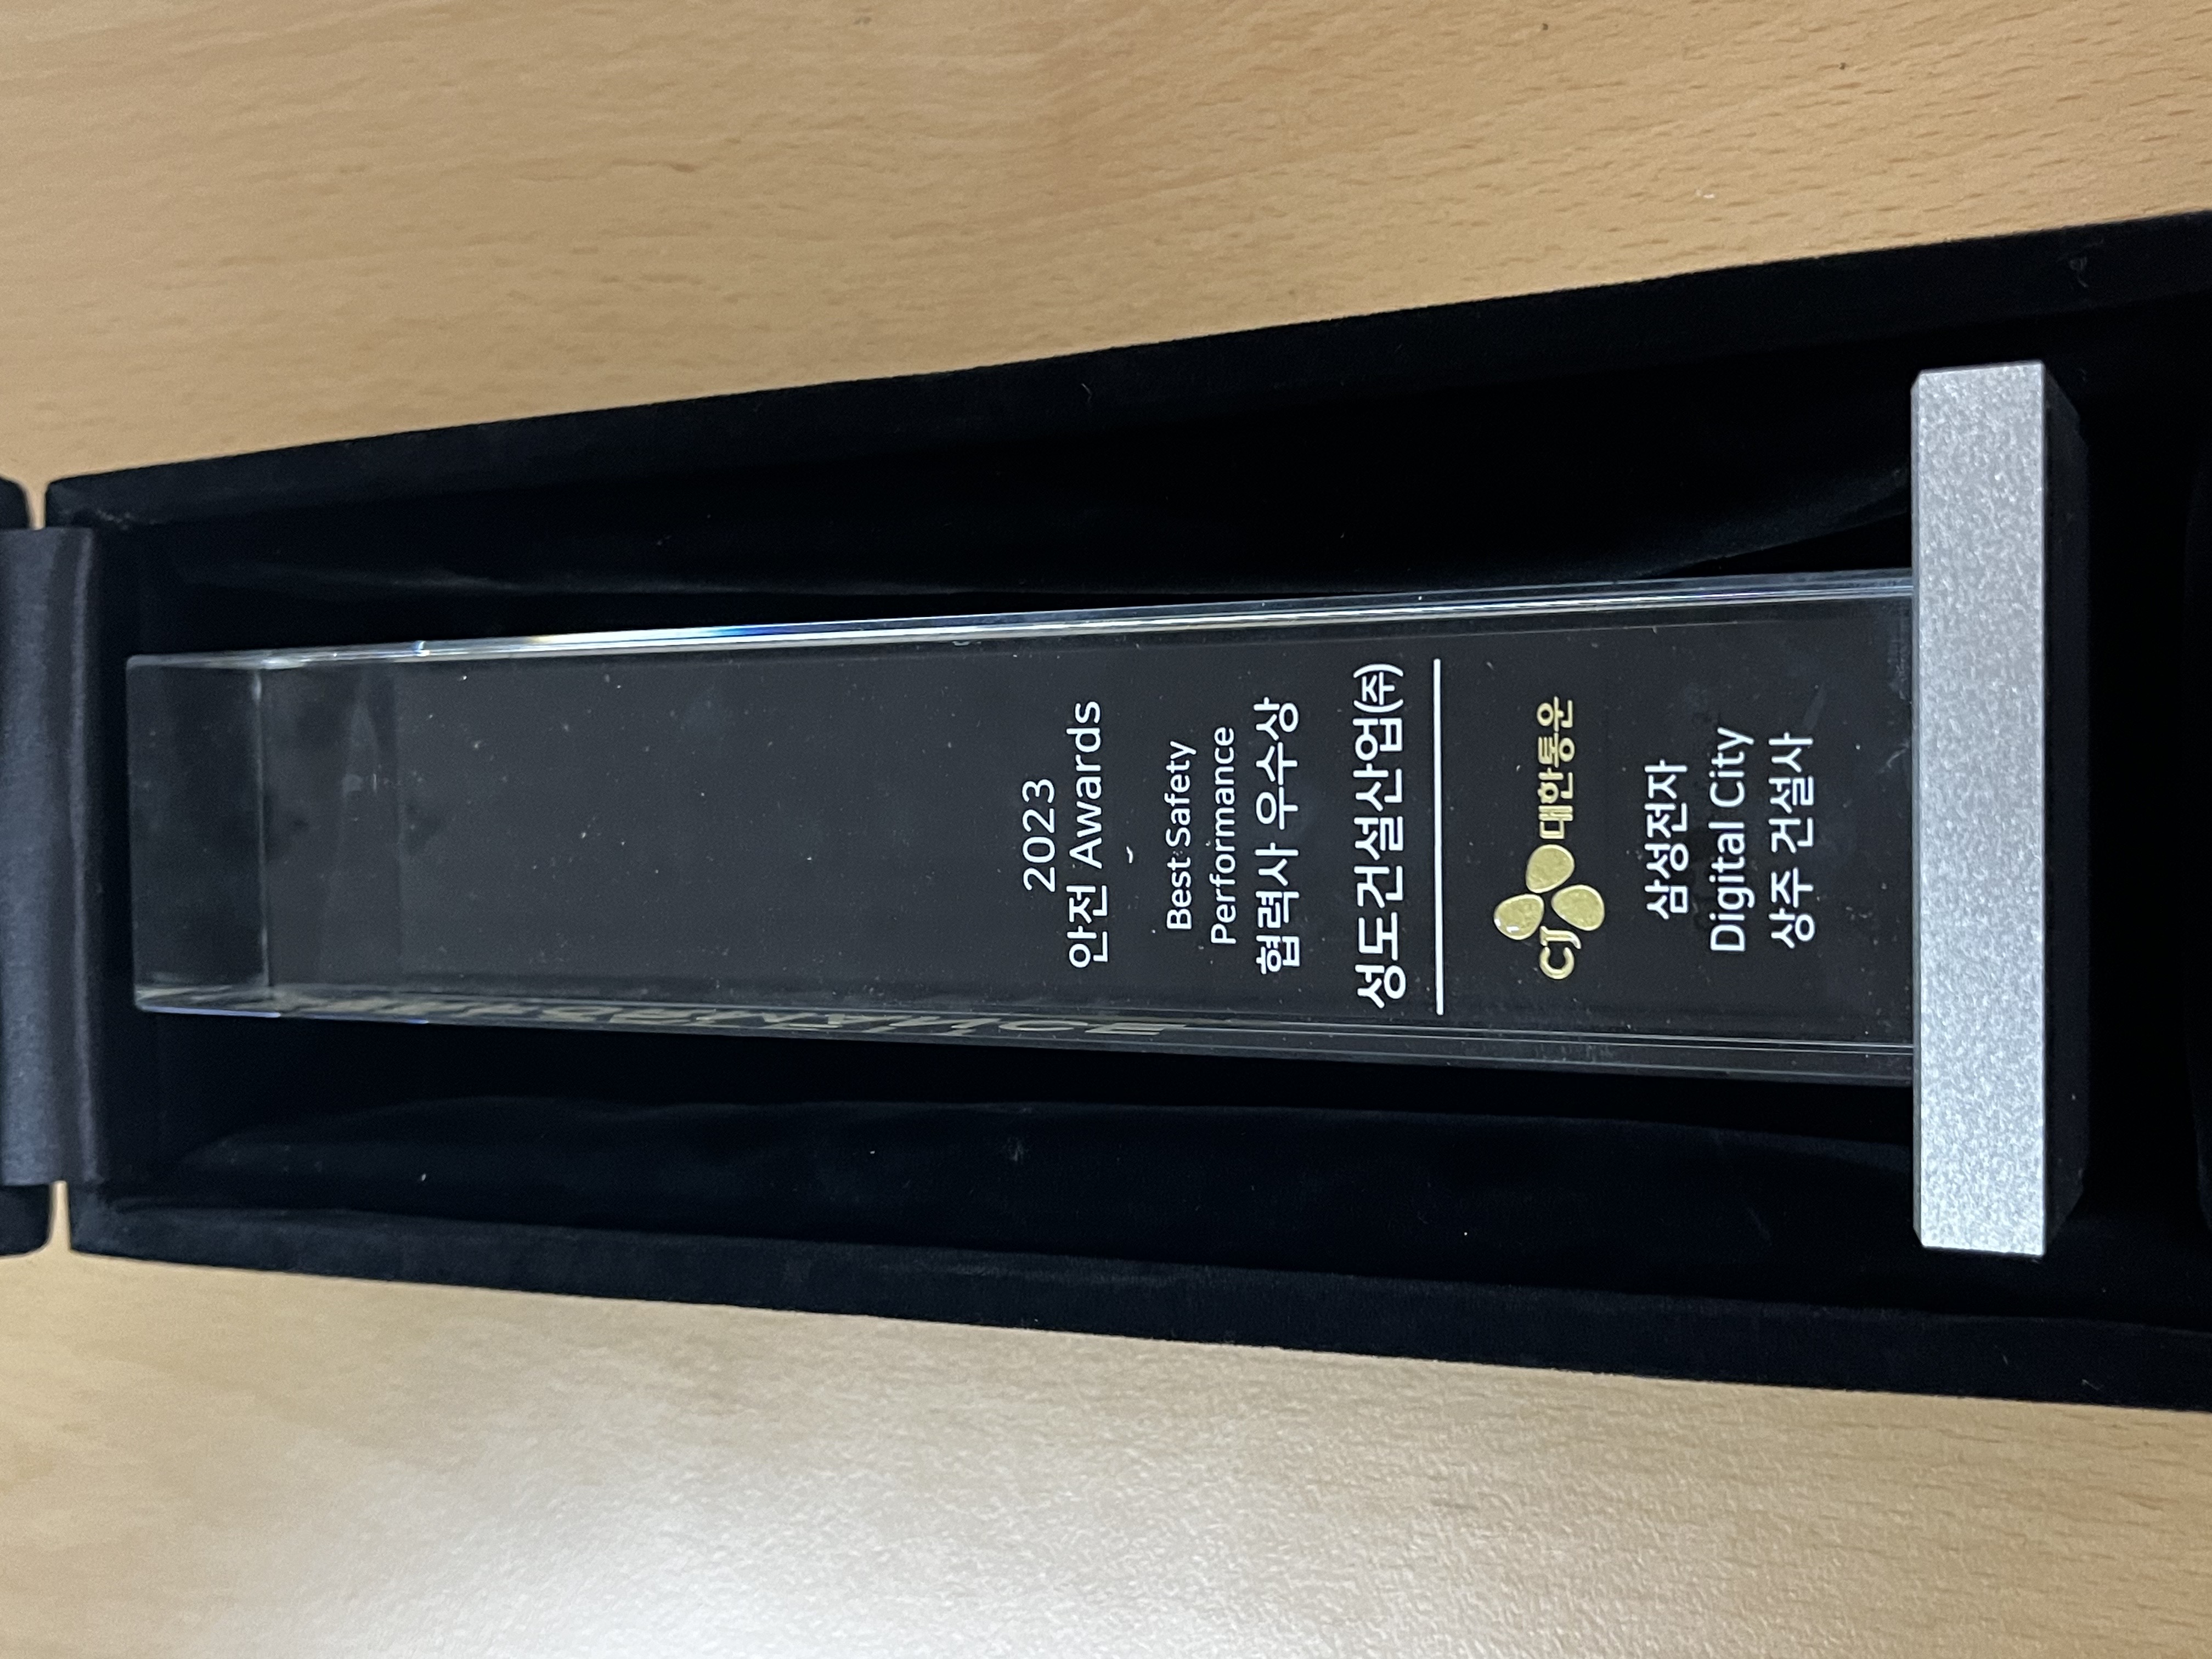 2023
안전 Awards
Best Safety
Performance
협력사 우수상
성도건설산업(주)
CJ 대한통운
삼성전자
Digital City
상주 건설사